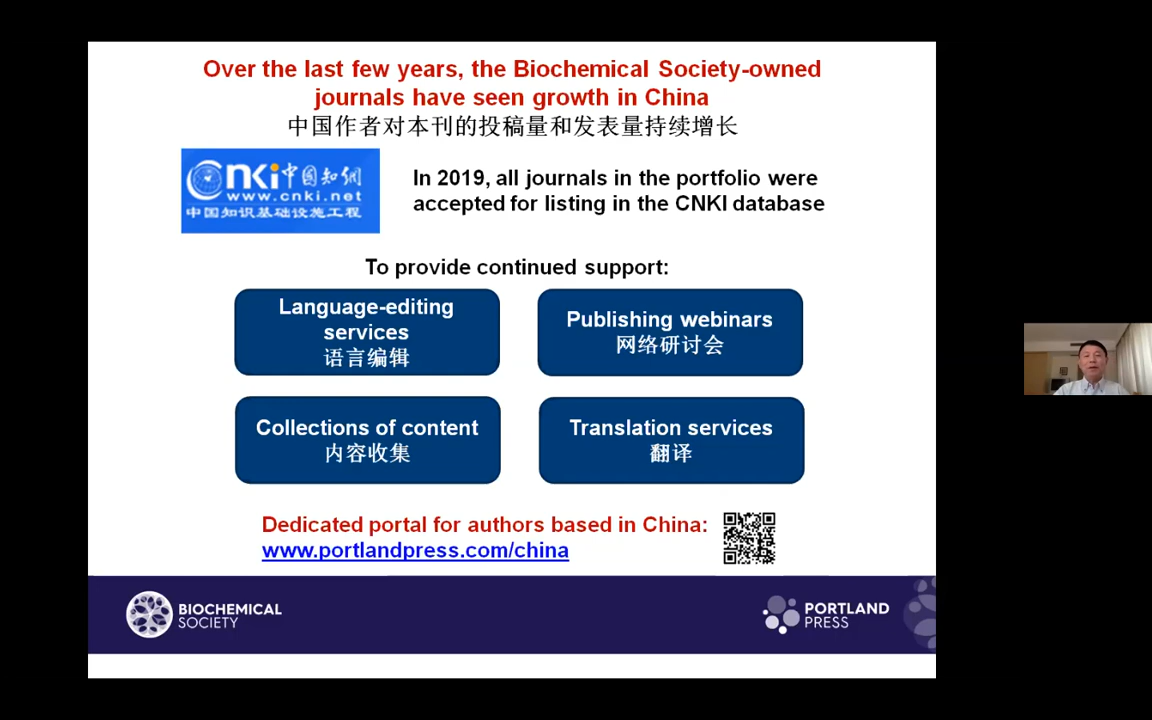 Over the last few years, the Biochemical Society-owned
journals have seen growth in China
中国作者对本刊的投稿量和发表量持续增长
Cnki中国知网
www.cnki.net
中国知识基础设施工程
In 2019, all journals in the portfolio were
accepted for listing in the CNKI database
To provide continued support:
Language-editing
services
语言编辑
Publishing webinars
网络研讨会
Collections of content
内容收集
Translation services
翻译
Dedicated portal for authors based in China:
www.portlandpress.com/china
BIOCHEMICAL
SOCIETY
PORTLAND
PRESS